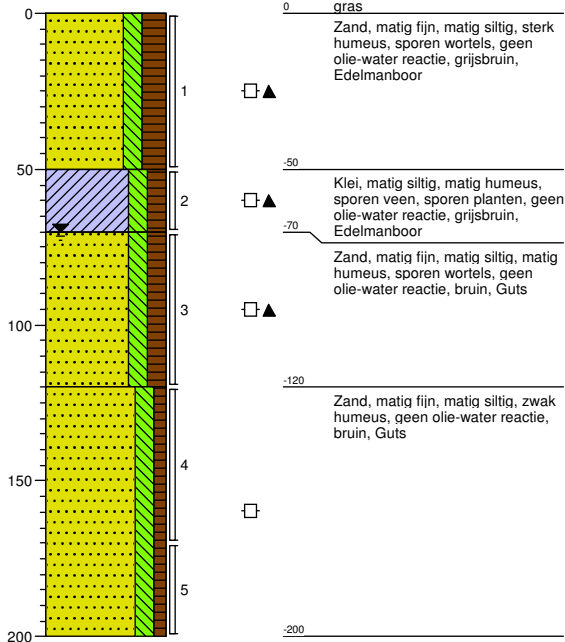 0
50
100
150
200
1
2
3
4
5
0
gras
Zand, matig fijn, matig siltig, sterk
humeus, sporen wortels, geen
olie-water reactie, grijsbruin,
Edelmanboor
-50
Klei, matig siltig, matig humeus,
sporen veen, sporen planten, geen
olie-water reactie, grijsbruin,
Edelmanboor
-70
Zand, matig fijn, matig siltig, matig
humeus, sporen wortels, geen
olie-water reactie, bruin, Guts
-120
Zand, matig fijn, matig siltig, zwak
humeus, geen olie-water reactie,
bruin, Guts
-200